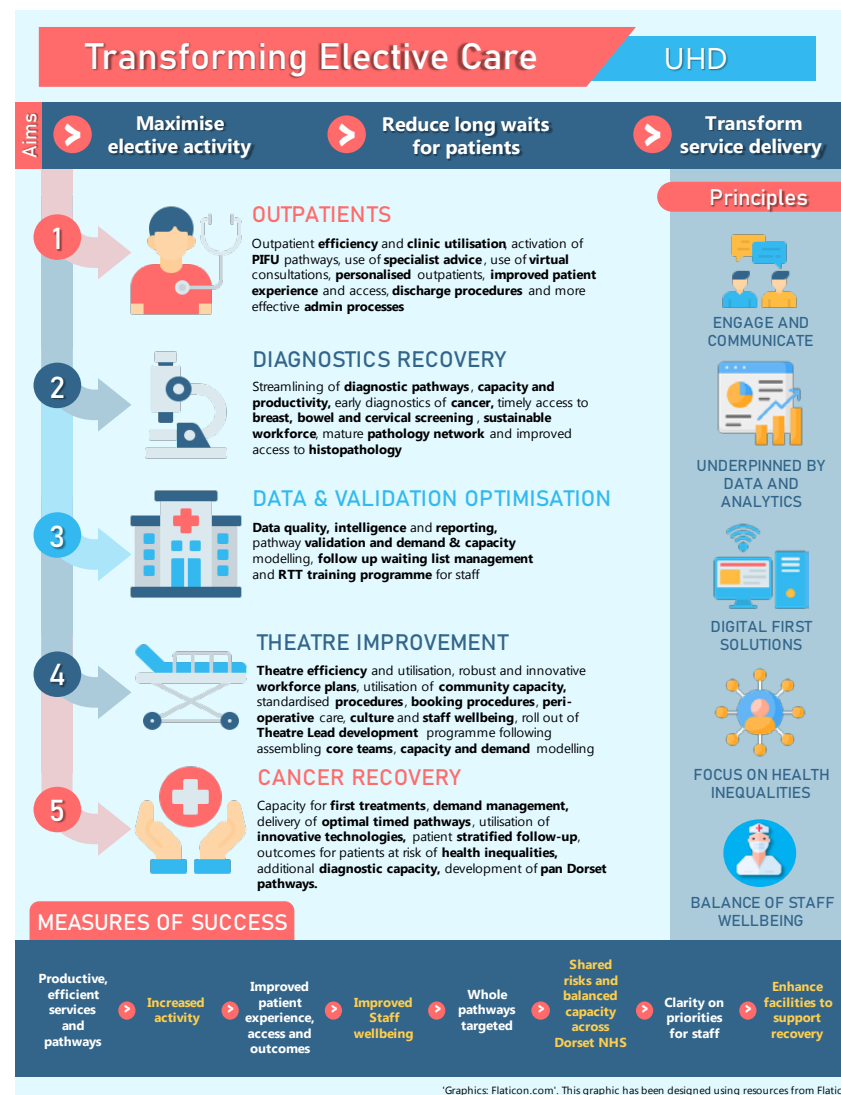 Transforming Elective Care
UHD
Aims
Maximise
elective activity
Reduce long waits
for patients
Transform
service delivery
1
OUTPATIENTS
Outpatient efficiency and clinic utilisation, activation of
PIFU pathways, use of specialist advice, use of virtual
consultations, personalised outpatients, improved patient
experience and access, discharge procedures and more
effective admin processes
2
DIAGNOSTICS RECOVERY
Streamlining of diagnostic pathways, capacity and
productivity, early diagnostics of cancer, timely access to
breast, bowel and cervical screening , sustainable
workforce, mature pathology network and improved
access to histopathology
3
DATA & VALIDATION OPTIMISATION
Data quality, intelligence and reporting,
pathway validation and demand & capacity
modelling, follow up waiting list management
and RTT training programme for staff
4
THEATRE IMPROVEMENT
Theatre efficiency and utilisation, robust and innovative
workforce plans, utilisation of community capacity,
standardised procedures, booking procedures, peri-
operative care, culture and staff wellbeing, roll out of
Theatre Lead development programme following
assembling core teams, capacity and demand modelling
5
CANCER RECOVERY
Capacity for first treatments, demand management,
delivery of optimal timed pathways, utilisation of
innovative technologies, patient stratified follow-up,
outcomes for patients at risk of health inequalities,
additional diagnostic capacity, development of pan Dorset
pathways.
Principles
ENGAGE AND
COMMUNICATE
UNDERPINNED BY
DATA AND
ANALYTICS
DIGITAL FIRST
SOLUTIONS
FOCUS ON HEALTH
INEQUALITIES
BALANCE OF STAFF
WELLBEING
MEASURES OF SUCCESS
Productive,
efficient
services
and
pathways
Increased
activity
Improved
patient
experience,
access and
outcomes
Improved
Staff
wellbeing
Whole
pathways
targeted
Shared
risks and
balanced
capacity
across
Dorset NHS
Clarity on
priorities
for staff
Enhance
facilities to
support
recovery
'Graphics: Flaticon.com'. This graphic has been designed using resources from Flatic